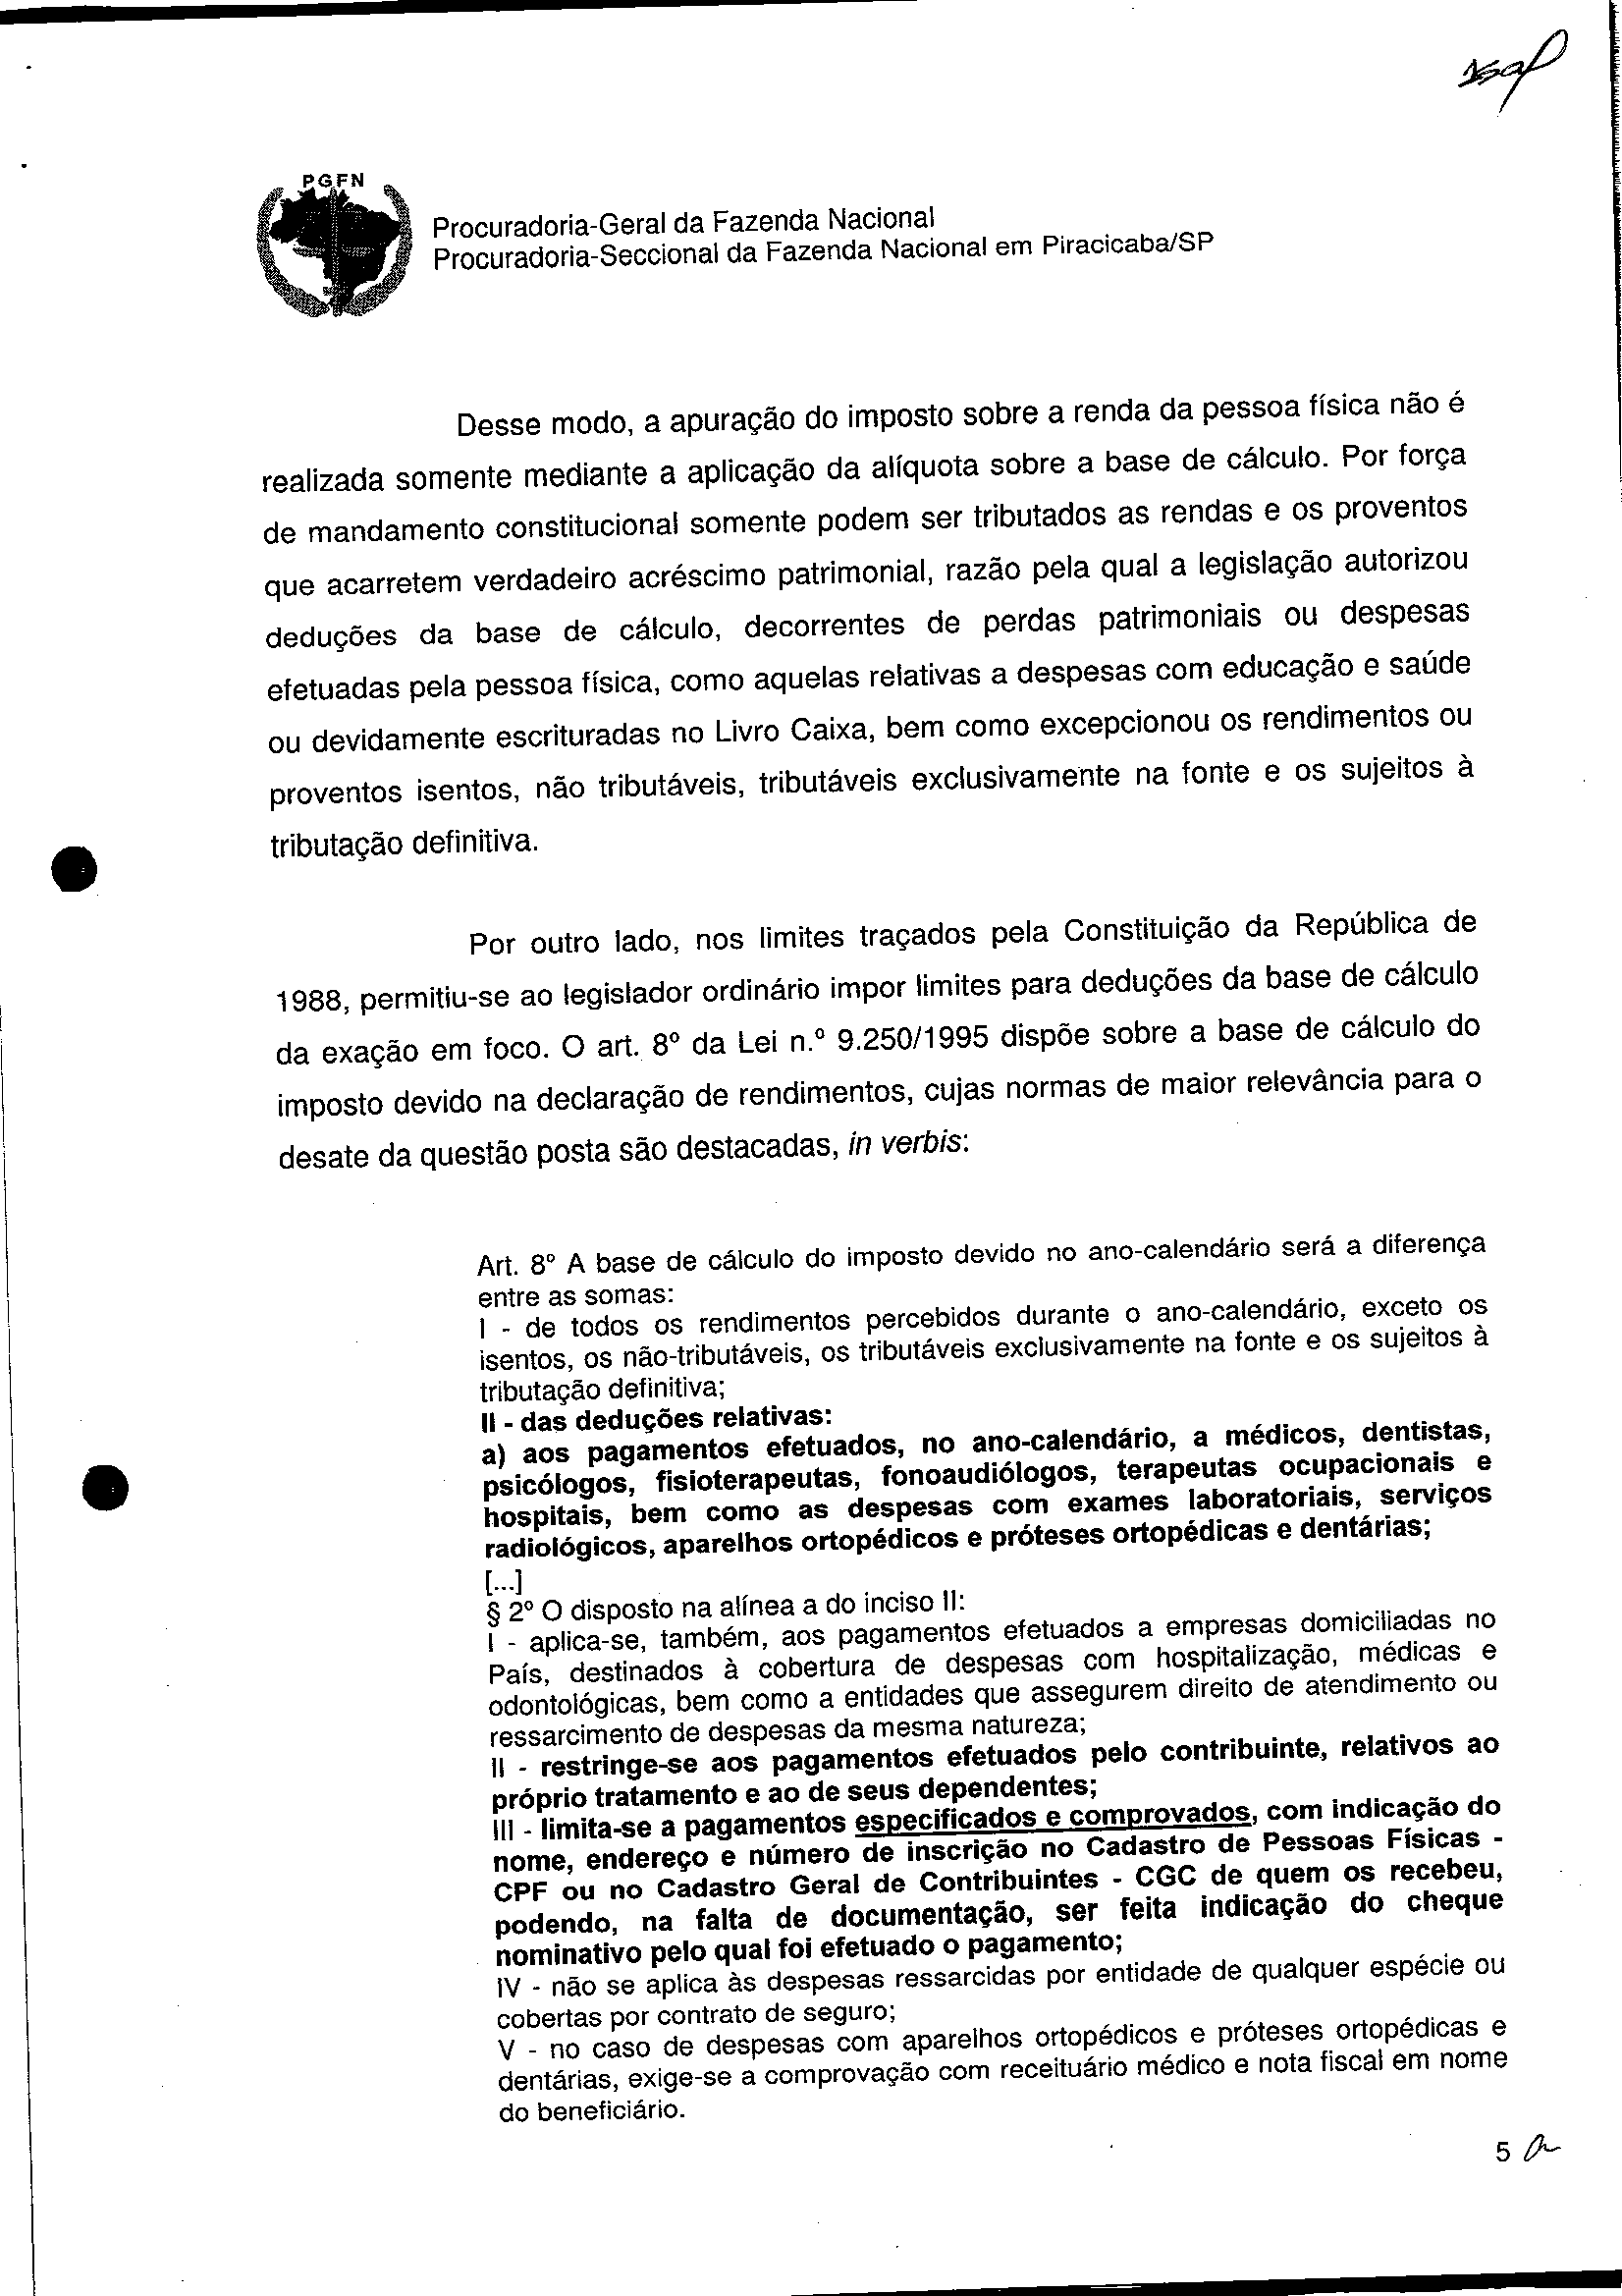 PGFN
Procuradoria-Geral da Fazenda Nacional
Procuradoria-Seccional da Fazenda Nacional em Piracicaba/SP
Desse modo, a apuração do imposto sobre a renda da pessoa física não é
realizada somente mediante a aplicação da alíquota sobre a base de cálculo. Por força
de mandamento constitucional somente podem ser tributados as rendas e os proventos
que acarretem verdadeiro acréscimo patrimonial, razão pela qual a legislação autorizou
deduções da base de cálculo, decorrentes de perdas patrimoniais ou despesas
efetuadas pela pessoa física, como aquelas relativas a despesas com educação e saúde
ou devidamente escrituradas no Livro Caixa, bem como excepcionou os rendimentos ou
proventos isentos, não tributáveis, tributáveis exclusivamente na fonte e os sujeitos à
tributação definitiva.
Por outro lado, nos limites traçados pela Constituição da República de
1988, permitiu-se ao legislador ordinário impor limites para deduções da base de cálculo
da exação em foco. O art. 8º da Lei n.º 9.250/1995 dispõe sobre a base de cálculo do
imposto devido na declaração de rendimentos, cujas normas de maior relevância para o
desate da questão posta são destacadas, in verbis:
Art. 8º A base de cálculo do imposto devido no ano-calendário será a diferença
entre as somas:
I - de todos os rendimentos percebidos durante o ano-calendário, exceto os
isentos, os não-tributáveis, os tributáveis exclusivamente na fonte e os sujeitos à
tributação definitiva;
II - das deduções relativas:
a) aos pagamentos efetuados, no ano-calendário, a médicos, dentistas,
psicólogos, fisioterapeutas, fonoaudiólogos, terapeutas ocupacionais e
hospitais, bem como as despesas com exames laboratoriais, serviços
radiológicos, aparelhos ortopédicos e próteses ortopédicas e dentárias;
[...]
§ 2º O disposto na alínea a do inciso II:
I - aplica-se, também, aos pagamentos efetuados a empresas domiciliadas no
País, destinados à cobertura de despesas com hospitalização, médicas e
odontológicas, bem como a entidades que assegurem direito de atendimento ou
ressarcimento de despesas da mesma natureza;
II - restringe-se aos pagamentos efetuados pelo contribuinte, relativos ao
próprio tratamento e ao de seus dependentes;
III - limita-se a pagamentos especificados e comprovados, com indicação do
nome, endereço e número de inscrição no Cadastro de Pessoas Físicas -
CPF ou no Cadastro Geral de Contribuintes - CGC de quem os recebeu,
podendo, na falta de documentação, ser feita indicação do cheque
nominativo pelo qual foi efetuado o pagamento;
IV - não se aplica às despesas ressarcidas por entidade de qualquer espécie ou
cobertas por contrato de seguro;
V - no caso de despesas com aparelhos ortopédicos e próteses ortopédicas e
dentárias, exige-se a comprovação com receituário médico e nota fiscal em nome
do beneficiário.
5